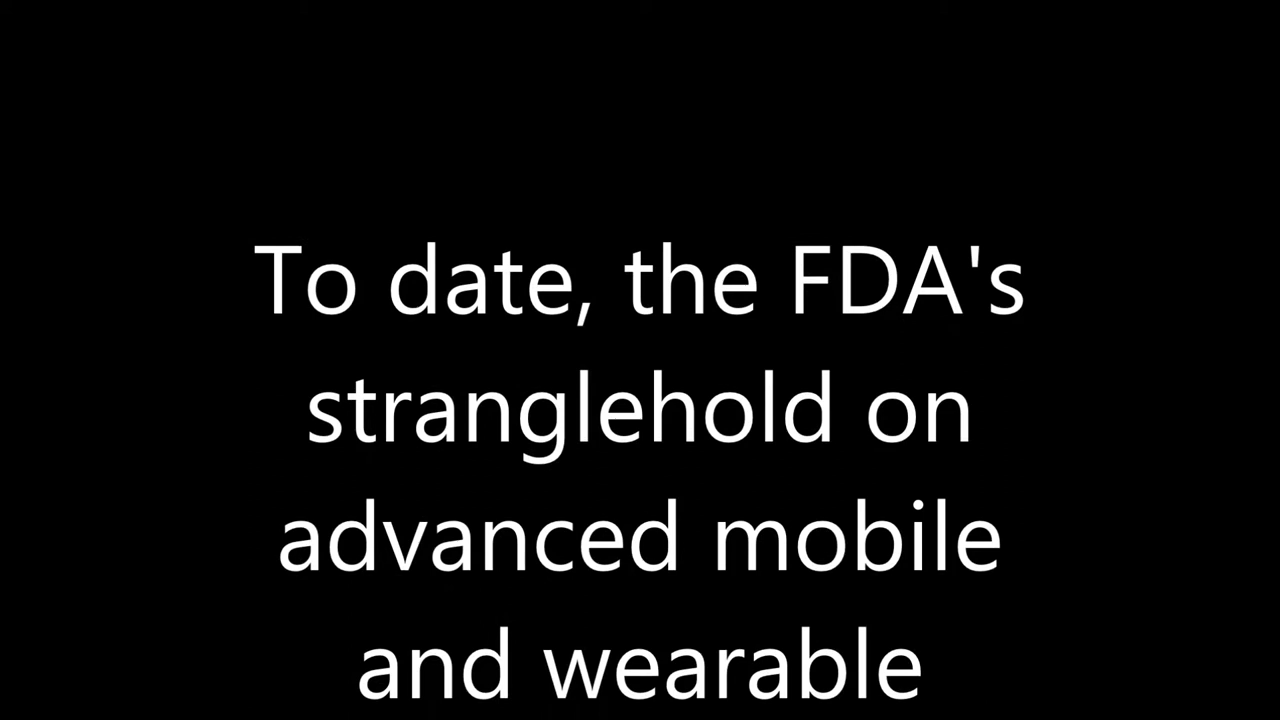 To date, the FDA's
stranglehold on
advanced mobile
and wearable